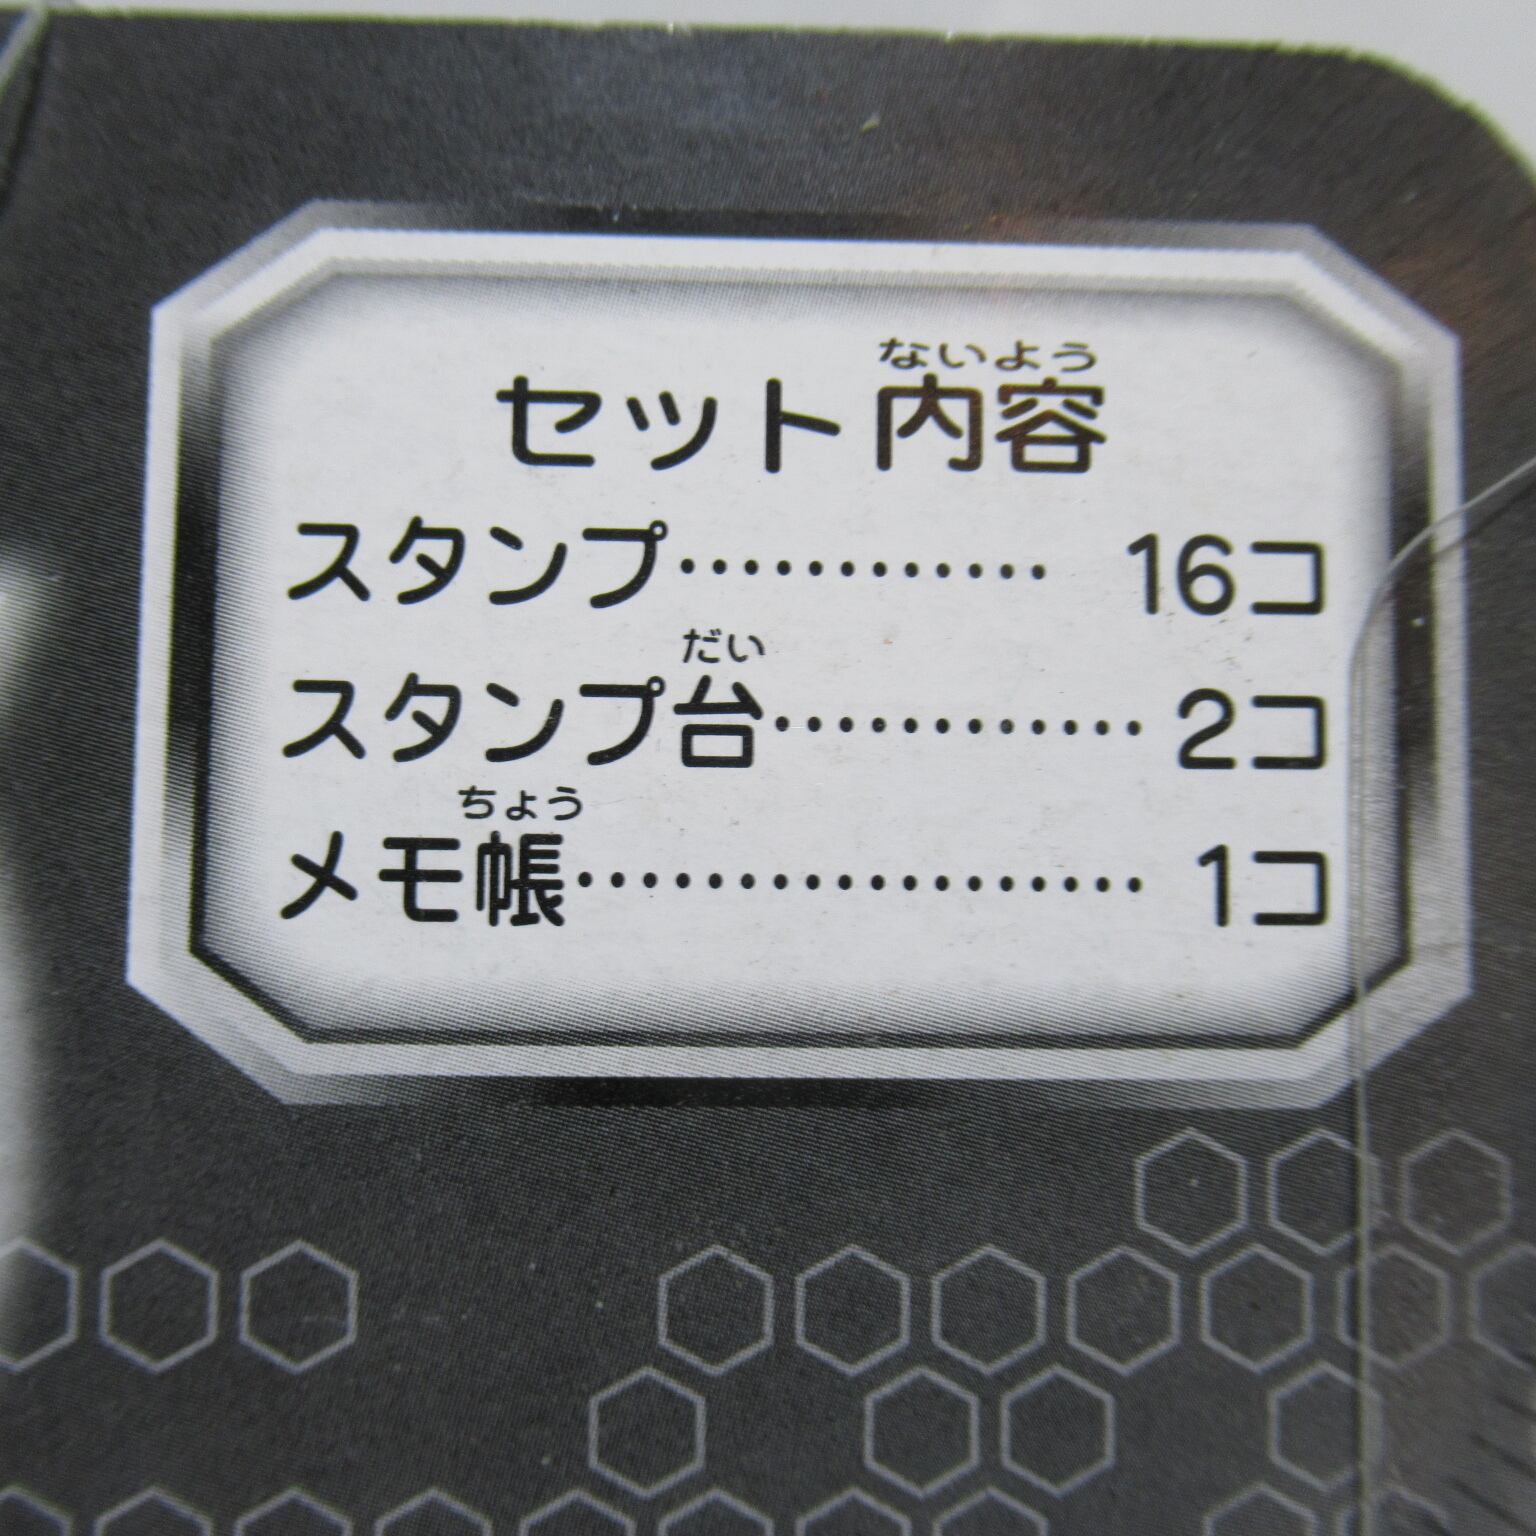 ないよう
セット内容
スタンプ………… 16コ
だい
スタンプ台………… 2コ
ちょう
メモ帳……………… 1コ